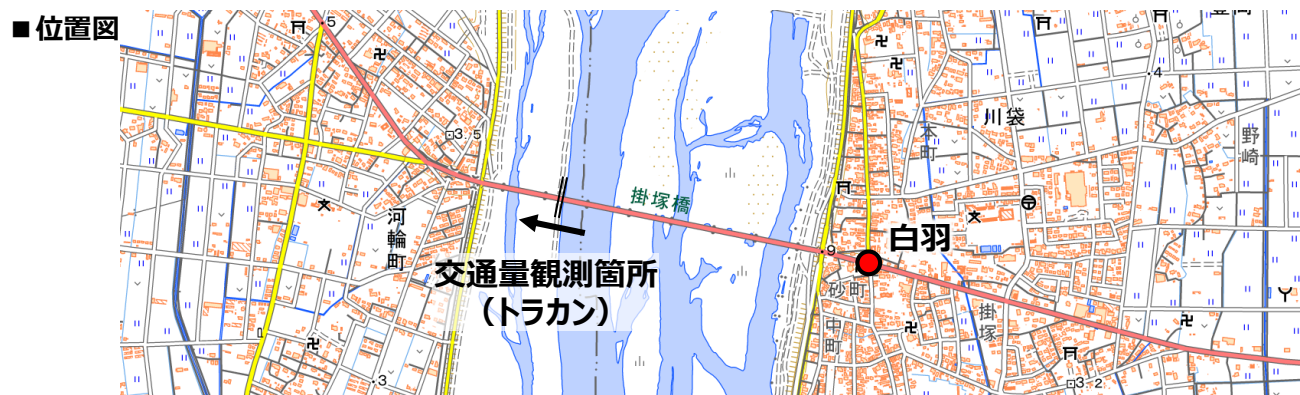 ■位置図
5
3.5
河輪町
掛塚橋
交通量観測箇所
(トラカン)
9
白羽
砂町
中町
本町
川袋
掛塚
野崎
豊岡
4
3
3.2